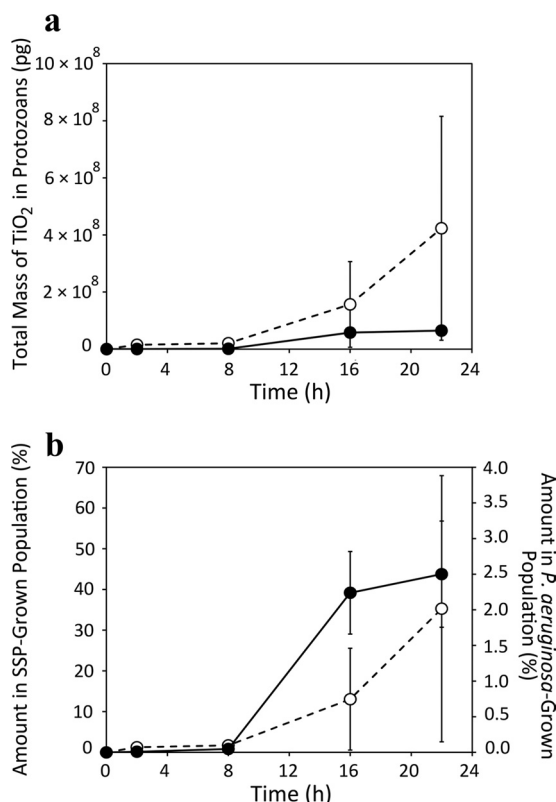 a
Total Mass of TiO₂ in Protozoans (pg)
10 × 10⁸
8 × 10⁸
6 × 10⁸
4 × 10⁸
2 × 10⁸
0
0 4 8 12 16 20 24
Time (h)
b
Amount in SSP-Grown Population (%)
70
60
50
40
30
20
10
0
4.0
3.5
3.0
2.5
2.0
1.5
1.0
0.5
0.0
Amount in P. aeruginosa-Grown
Population (%)
0 4 8 12 16 20 24
Time (h)